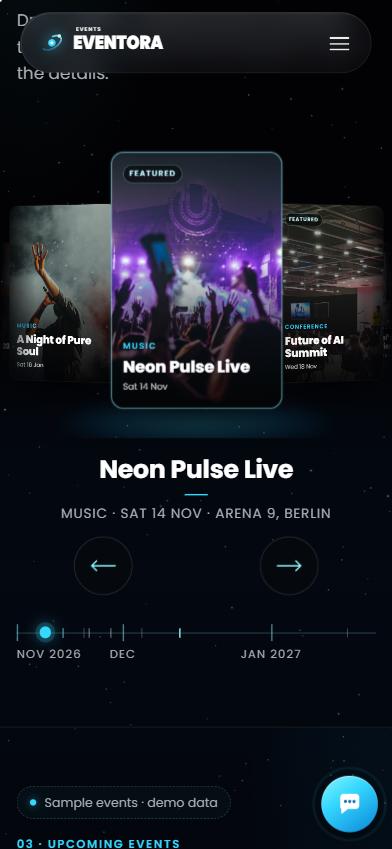 the details.
EVENTS
EVENTORA
FEATURED
MUSIC
Neon Pulse Live
Sat 14 Nov
MUSIC
A Night of Pure
Soul
Sat 16 Jan
FEATURED
CONFERENCE
Future of AI
Summit
Wed 18 Nov
Neon Pulse Live
MUSIC · SAT 14 NOV · ARENA 9, BERLIN
NOV 2026 DEC JAN 2027
Sample events · demo data
03 · UPCOMING EVENTS